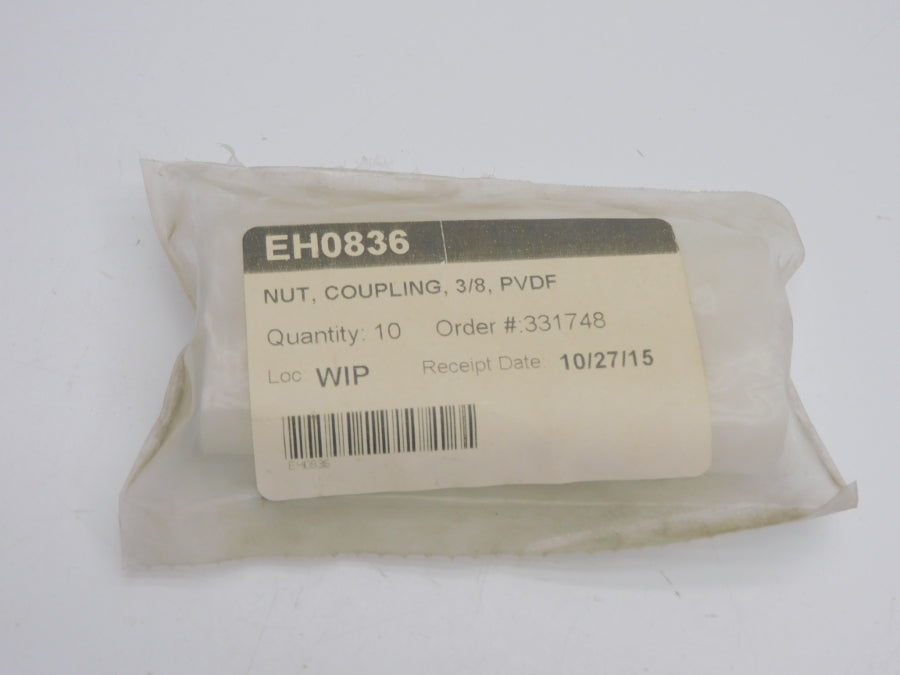 EH0836
NUT, COUPLING, 3/8, PVDF
Quantity: 10 Order #:331748
Loc WIP Receipt Date: 10/27/15
EH0836